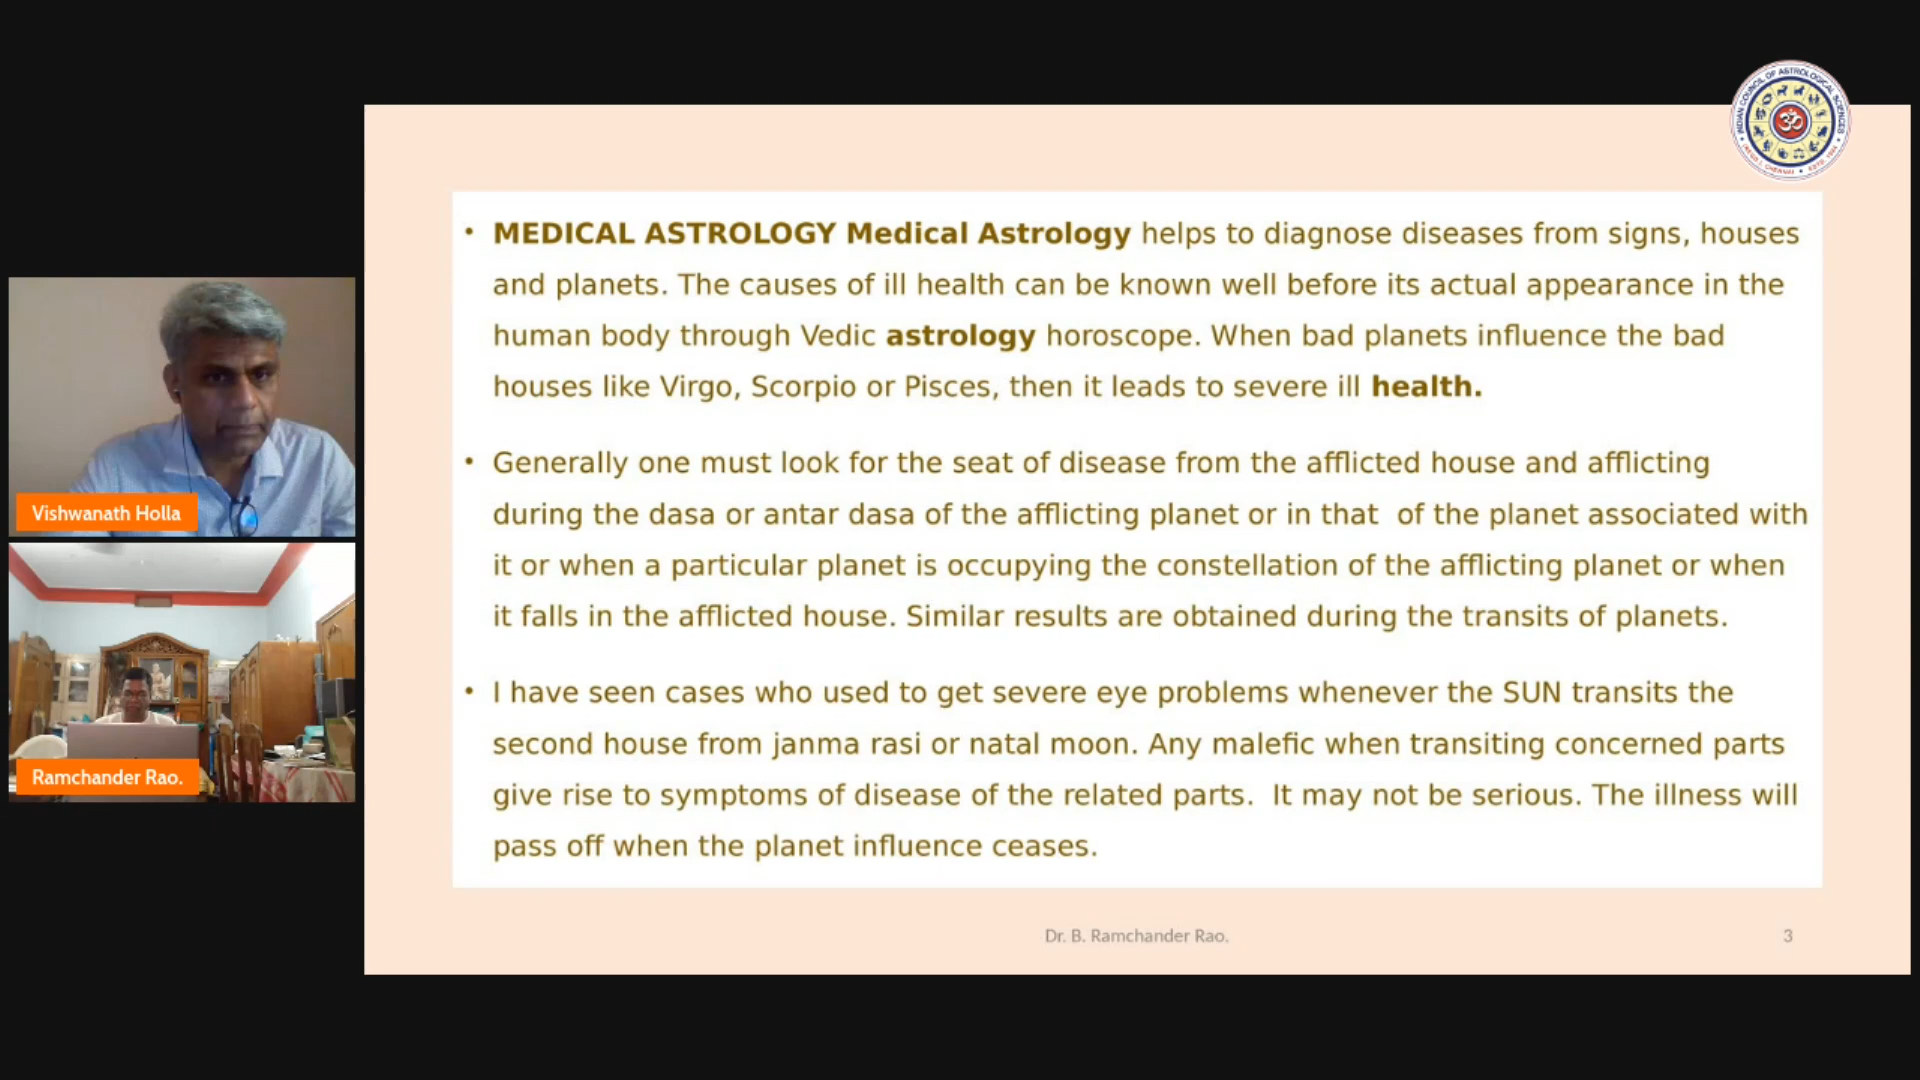 INDIAN COUNCIL OF ASTROLOGICAL SCIENCES
• MEDICAL ASTROLOGY Medical Astrology helps to diagnose diseases from signs, houses
and planets. The causes of ill health can be known well before its actual appearance in the
human body through Vedic astrology horoscope. When bad planets influence the bad
houses like Virgo, Scorpio or Pisces, then it leads to severe ill health.
• Generally one must look for the seat of disease from the afflicted house and afflicting
during the dasa or antar dasa of the afflicting planet or in that  of the planet associated with
it or when a particular planet is occupying the constellation of the afflicting planet or when
it falls in the afflicted house. Similar results are obtained during the transits of planets.
• I have seen cases who used to get severe eye problems whenever the SUN transits the
second house from janma rasi or natal moon. Any malefic when transiting concerned parts
give rise to symptoms of disease of the related parts.  It may not be serious. The illness will
pass off when the planet influence ceases.
Vishwanath Holla
Ramchander Rao.
Dr. B. Ramchander Rao.
3